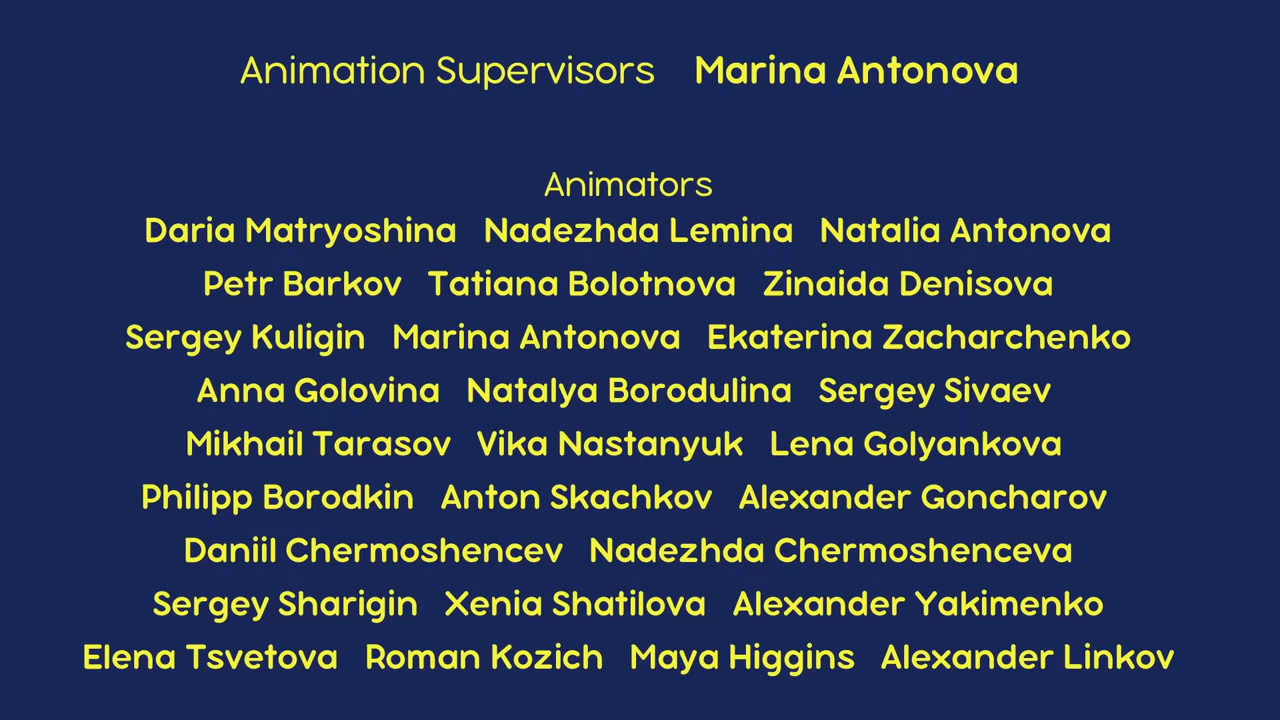 Animation Supervisors Marina Antonova
Animators
Daria Matryoshina Nadezhda Lemina Natalia Antonova
Petr Barkov Tatiana Bolotnova Zinaida Denisova
Sergey Kuligin Marina Antonova Ekaterina Zacharchenko
Anna Golovina Natalya Borodulina Sergey Sivaev
Mikhail Tarasov Vika Nastanyuk Lena Golyankova
Philipp Borodkin Anton Skachkov Alexander Goncharov
Daniil Chermoshencev Nadezhda Chermoshenceva
Sergey Sharigin Xenia Shatilova Alexander Yakimenko
Elena Tsvetova Roman Kozich Maya Higgins Alexander Linkov